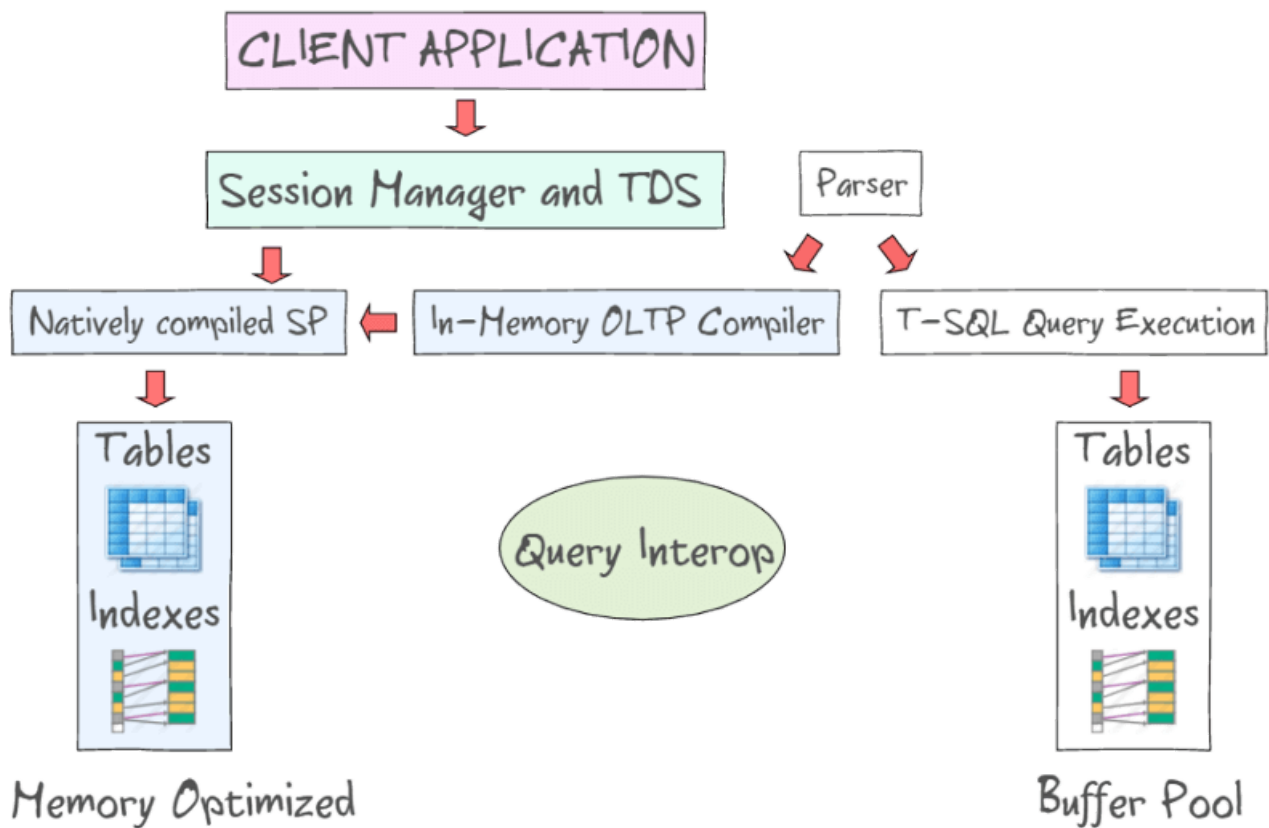 CLIENT APPLICATION
Session Manager and TDS
Parser
Natively compiled SP
In-Memory OLTP Compiler
T-SQL Query Execution
Tables
Indexes
Query Interop
Tables
Indexes
Memory Optimized
Buffer Pool